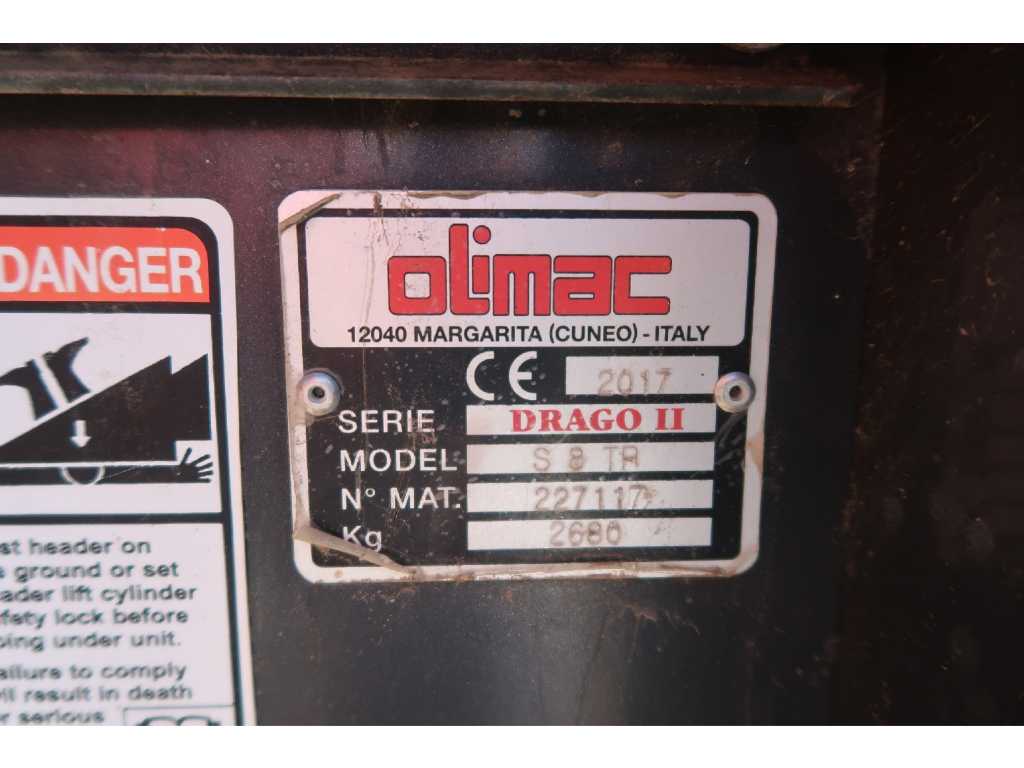 DANGER
st header on
ground or set
ader lift cylinder
fety lock before
ping under unit.
ailure to comply
ll result in death
r serious
olimac
12040 MARGARITA (CUNEO) - ITALY
CE 2017
SERIE DRAGO II
MODEL S 8 TR
N° MAT. 227117
Kg 2680